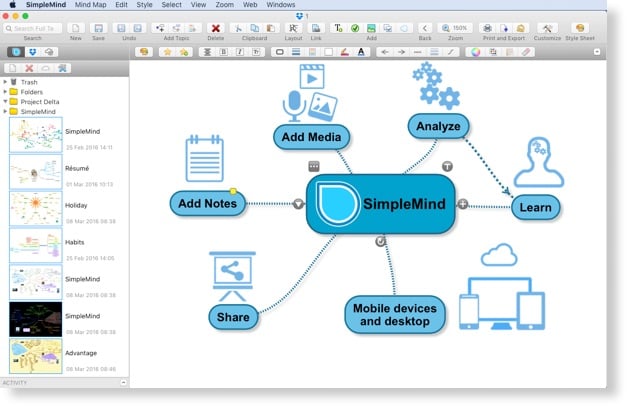 SimpleMind Mind Map Edit Style Select View Zoom Web Windows
1
Search Full Te
New Save Undo Add Topic Delete Clipboard Layout Link Add Back Zoom Print and Export Customize Style Sheet
150%
Trash
Folders
Project Delta
SimpleMind
SimpleMind
25 Feb 2016 14:11
Résumé
01 Mar 2016 10:13
Holiday
08 Mar 2016 08:38
Habits
25 Feb 2016 14:05
SimpleMind
08 Mar 2016 08:38
SimpleMind
08 Mar 2016 08:38
Advantage
08 Mar 2016 08:46
ACTIVITY
Add Media
Analyze
Add Notes
SimpleMind
Learn
Share
Mobile devices
and desktop